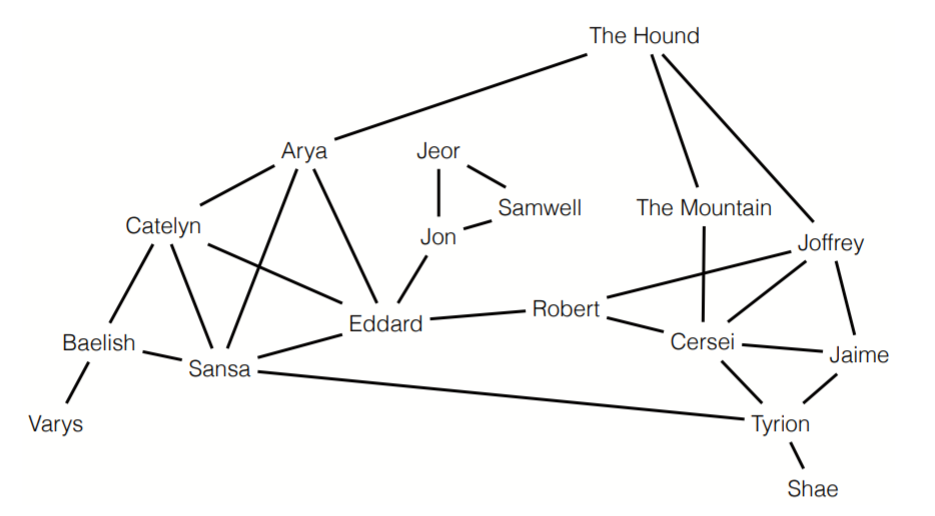 The Hound
Arya
Jeor
Samwell
The Mountain
Catelyn
Jon
Joffrey
Robert
Eddard
Baelish
Cersei
Jaime
Sansa
Varys
Tyrion
Shae